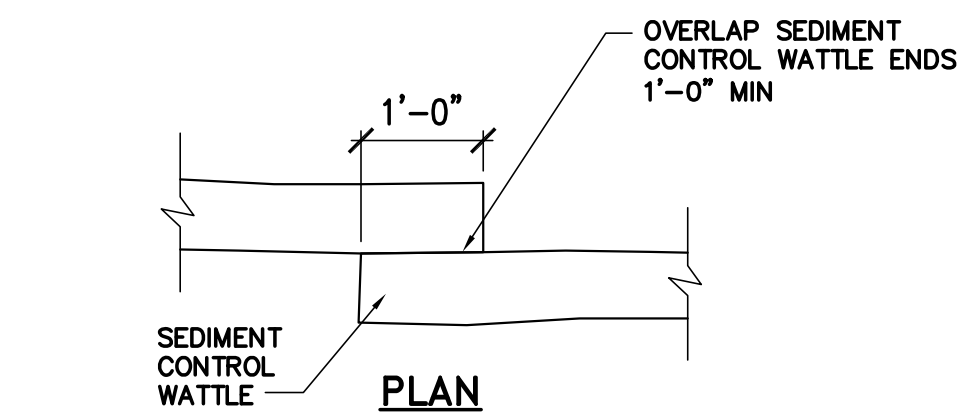 OVERLAP SEDIMENT
CONTROL WATTLE ENDS
1'-0" MIN
1'-0"
SEDIMENT
CONTROL
WATTLE
PLAN